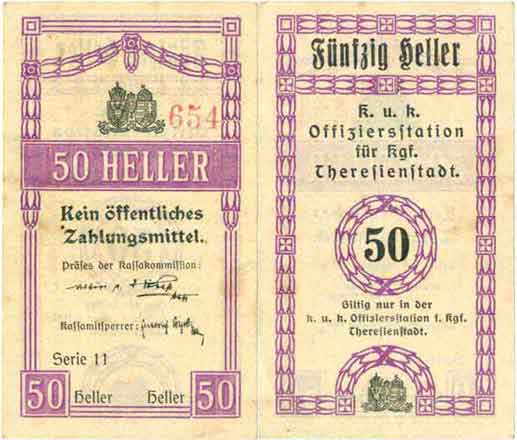 654
50 HELLER
Kein öffentliches
Zahlungsmittel.
Präses der Kassakommission:
Kassamitsperrer:
Serie 11
50 Heller Heller 50
Fünfzig Heller
K. u. k.
Offiziersstation
für Kgf.
Theresienstadt.
50
Giltig nur in der
k. u. k. Offiziersstation f. Kgf.
Theresienstadt.